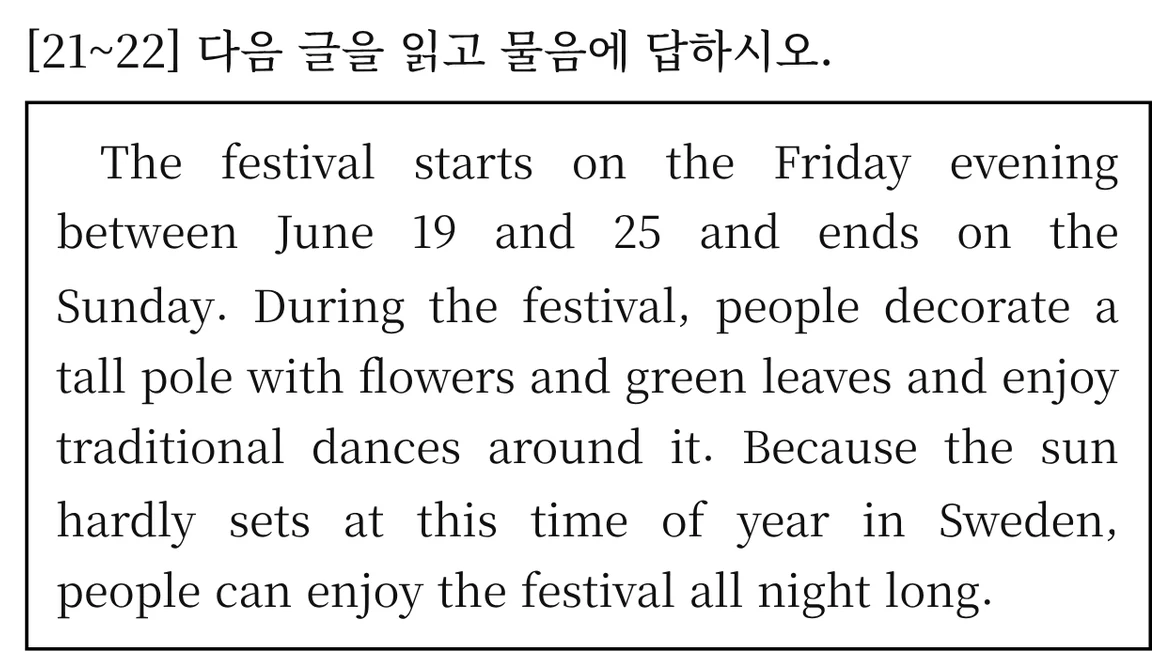 [21~22] 다음 글을 읽고 물음에 답하시오.
The festival starts on the Friday evening
between June 19 and 25 and ends on the
Sunday. During the festival, people decorate a
tall pole with flowers and green leaves and enjoy
traditional dances around it. Because the sun
hardly sets at this time of year in Sweden,
people can enjoy the festival all night long.